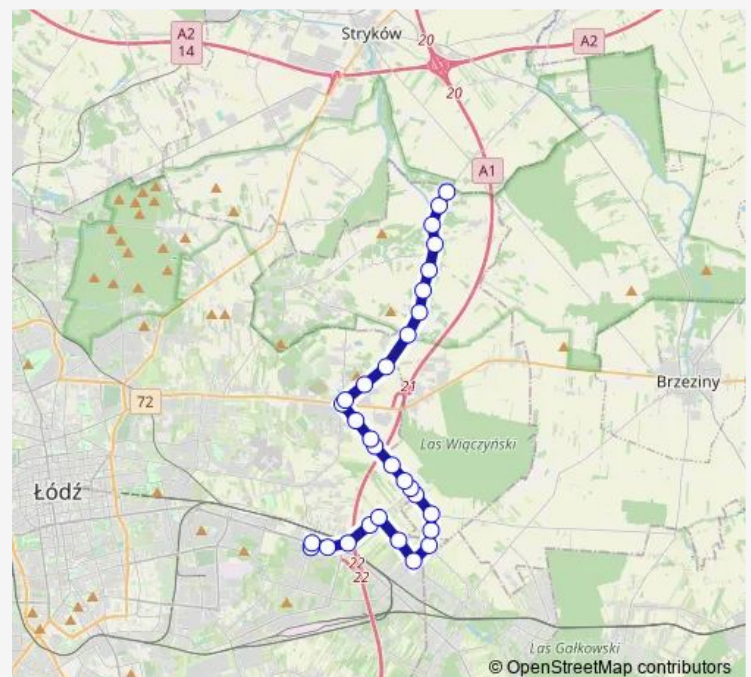 20
A2
14
Stryków
A2
20
A1
21
Brzeziny
72
Las Wiączyński
Łódź
22
22
Las Gałkowski
© OpenStreetMap contributors